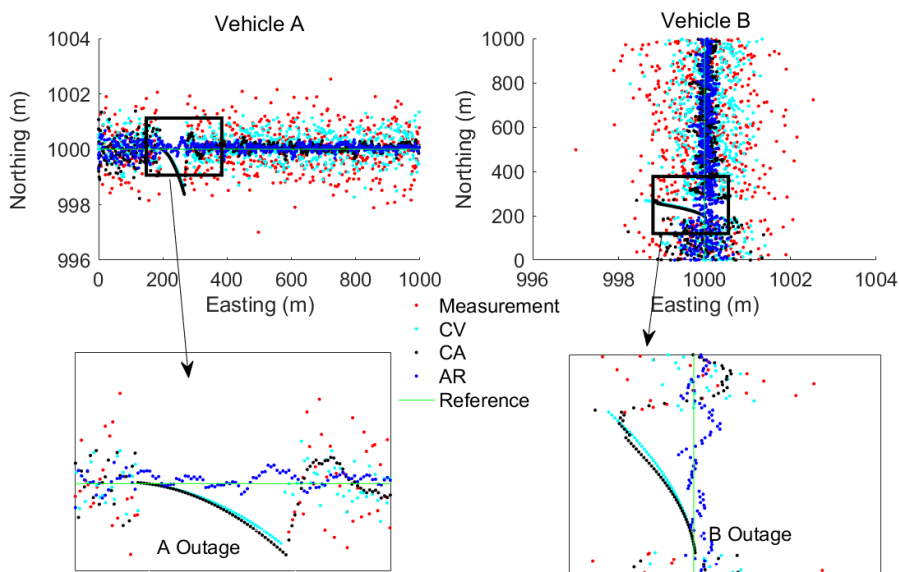 Vehicle A
Northing (m)
1004
1002
1000
998
996
0
200
400
600
800
1000
Easting (m)
Vehicle B
Northing (m)
1000
800
600
400
200
0
996
998
1000
1002
1004
Easting (m)
Measurement
CV
CA
AR
Reference
A Outage
B Outage